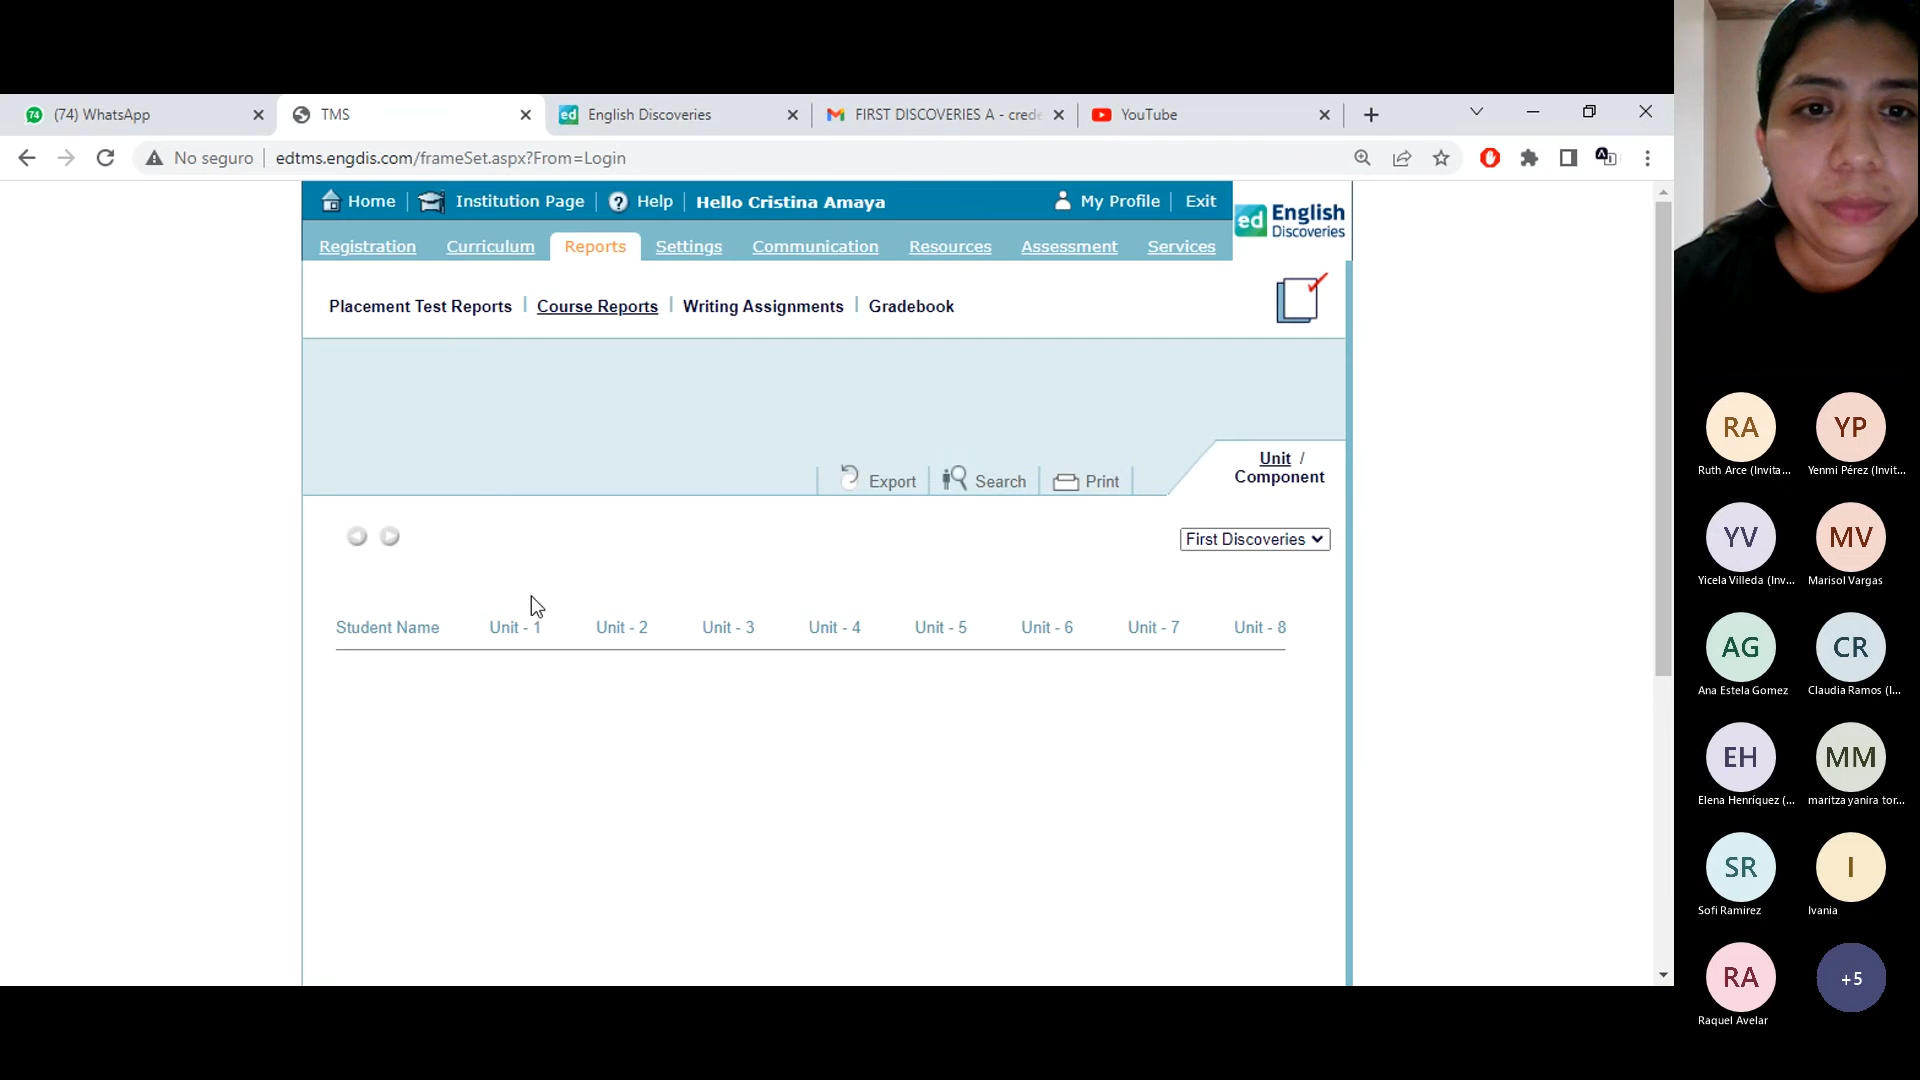 (74) WhatsApp
TMS
English Discoveries
FIRST DISCOVERIES A - crede
YouTube
No seguro
edtms.engdis.com/frameSet.aspx?From=Login
Home
Institution Page
? Help
Hello Cristina Amaya
My Profile
Exit
ed English Discoveries
Registration
Curriculum
Reports
Settings
Communication
Resources
Assessment
Services
Placement Test Reports
Course Reports
Writing Assignments
Gradebook
Export
Search
Print
Unit /
Component
First Discoveries
Student Name
Unit - 1
Unit - 2
Unit - 3
Unit - 4
Unit - 5
Unit - 6
Unit - 7
Unit - 8
RA
YP
Ruth Arce (Invita...
Yenmi Pérez (Invit...
YV
MV
Yicela Villeda (Inv...
Marisol Vargas
AG
CR
Ana Estela Gomez
Claudia Ramos (I...
EH
MM
Elena Henríquez (...
maritza yanira tor...
SR
I
Sofi Ramirez
Ivania
RA
+5
Raquel Avelar